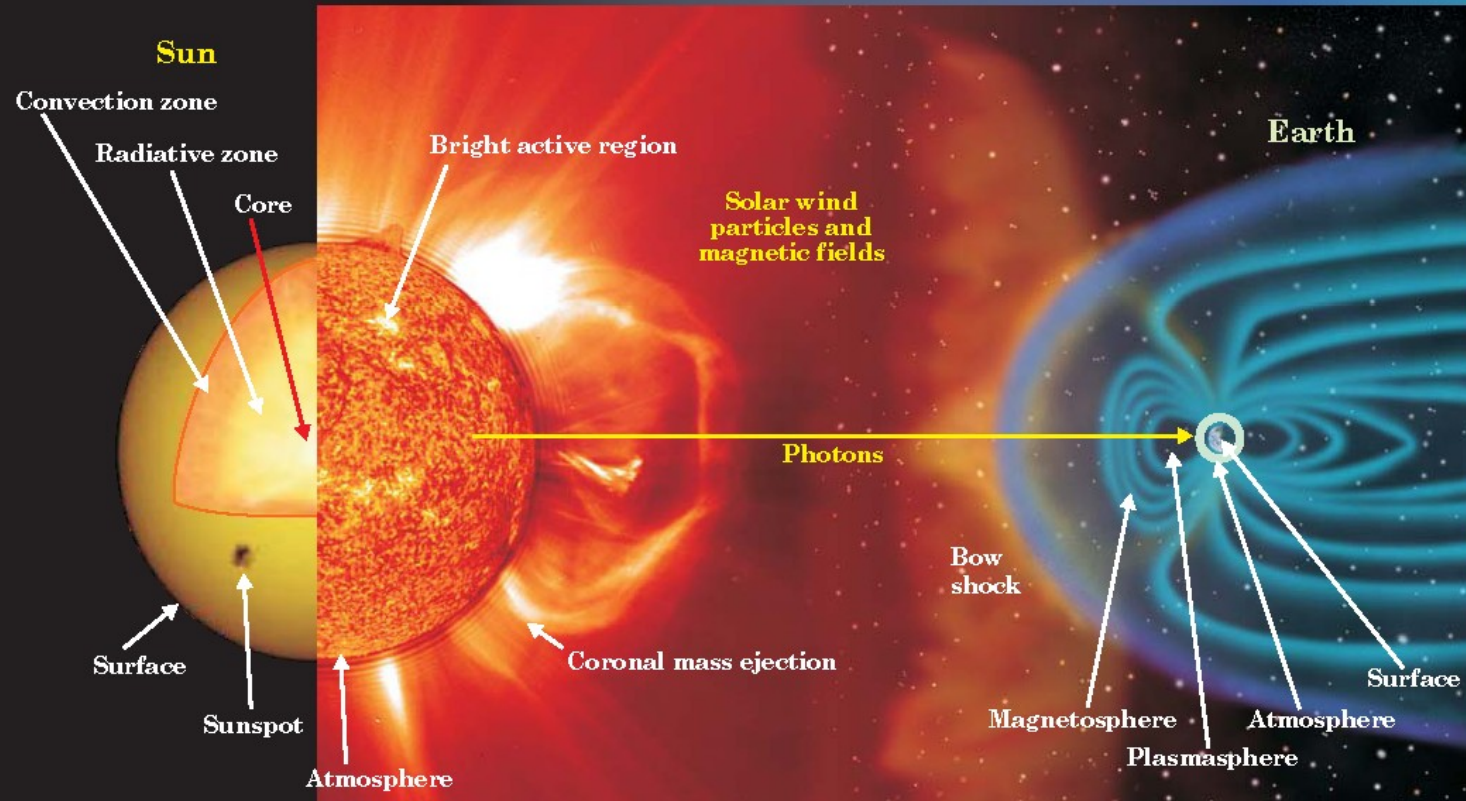 Sun
Convection zone
Radiative zone
Core
Bright active region
Solar wind
particles and
magnetic fields
Earth
Photons
Bow
shock
Surface
Sunspot
Atmosphere
Coronal mass ejection
Magnetosphere
Plasmasphere
Atmosphere
Surface